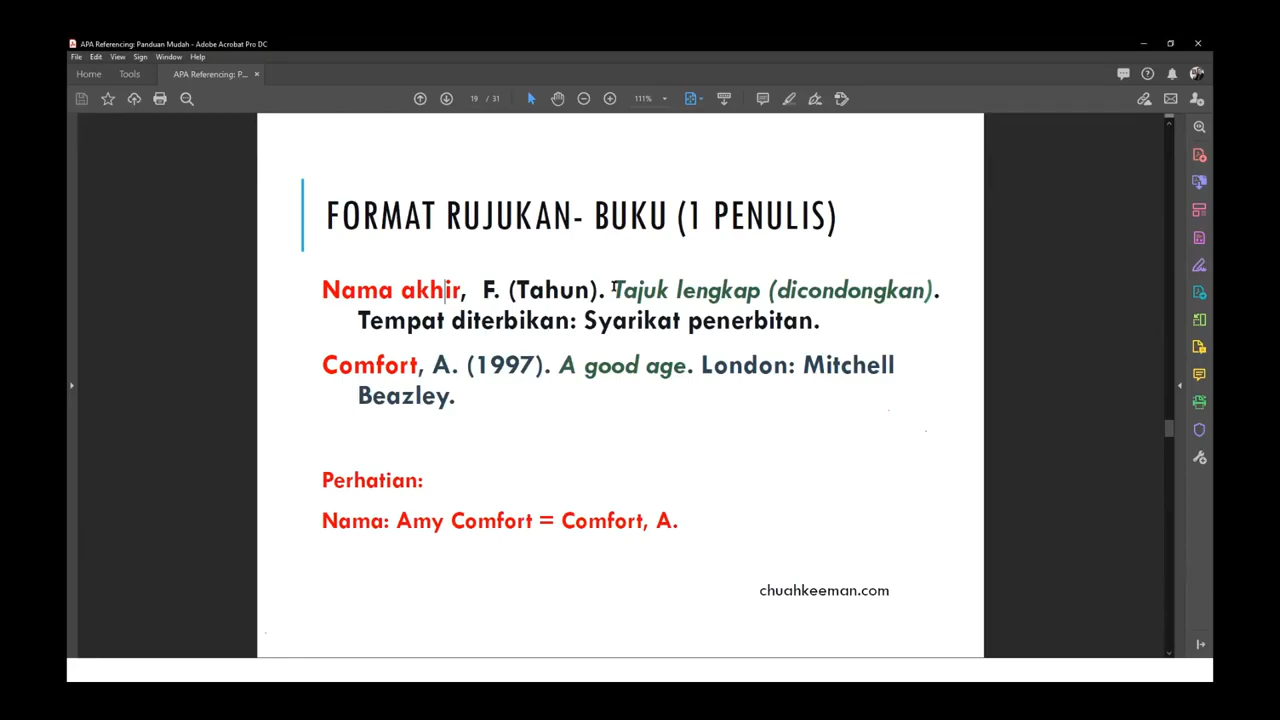 APA Referencing: Panduan Mudah - Adobe Acrobat Pro DC
File Edit View Sign Window Help
Home Tools APA Referencing: P... ×
19 / 31 111%
FORMAT RUJUKAN- BUKU (1 PENULIS)
Nama akhir, F. (Tahun). Tajuk lengkap (dicondongkan).
Tempat diterbikan: Syarikat penerbitan.
Comfort, A. (1997). A good age. London: Mitchell
Beazley.
Perhatian:
Nama: Amy Comfort = Comfort, A.
chuahkeeman.com